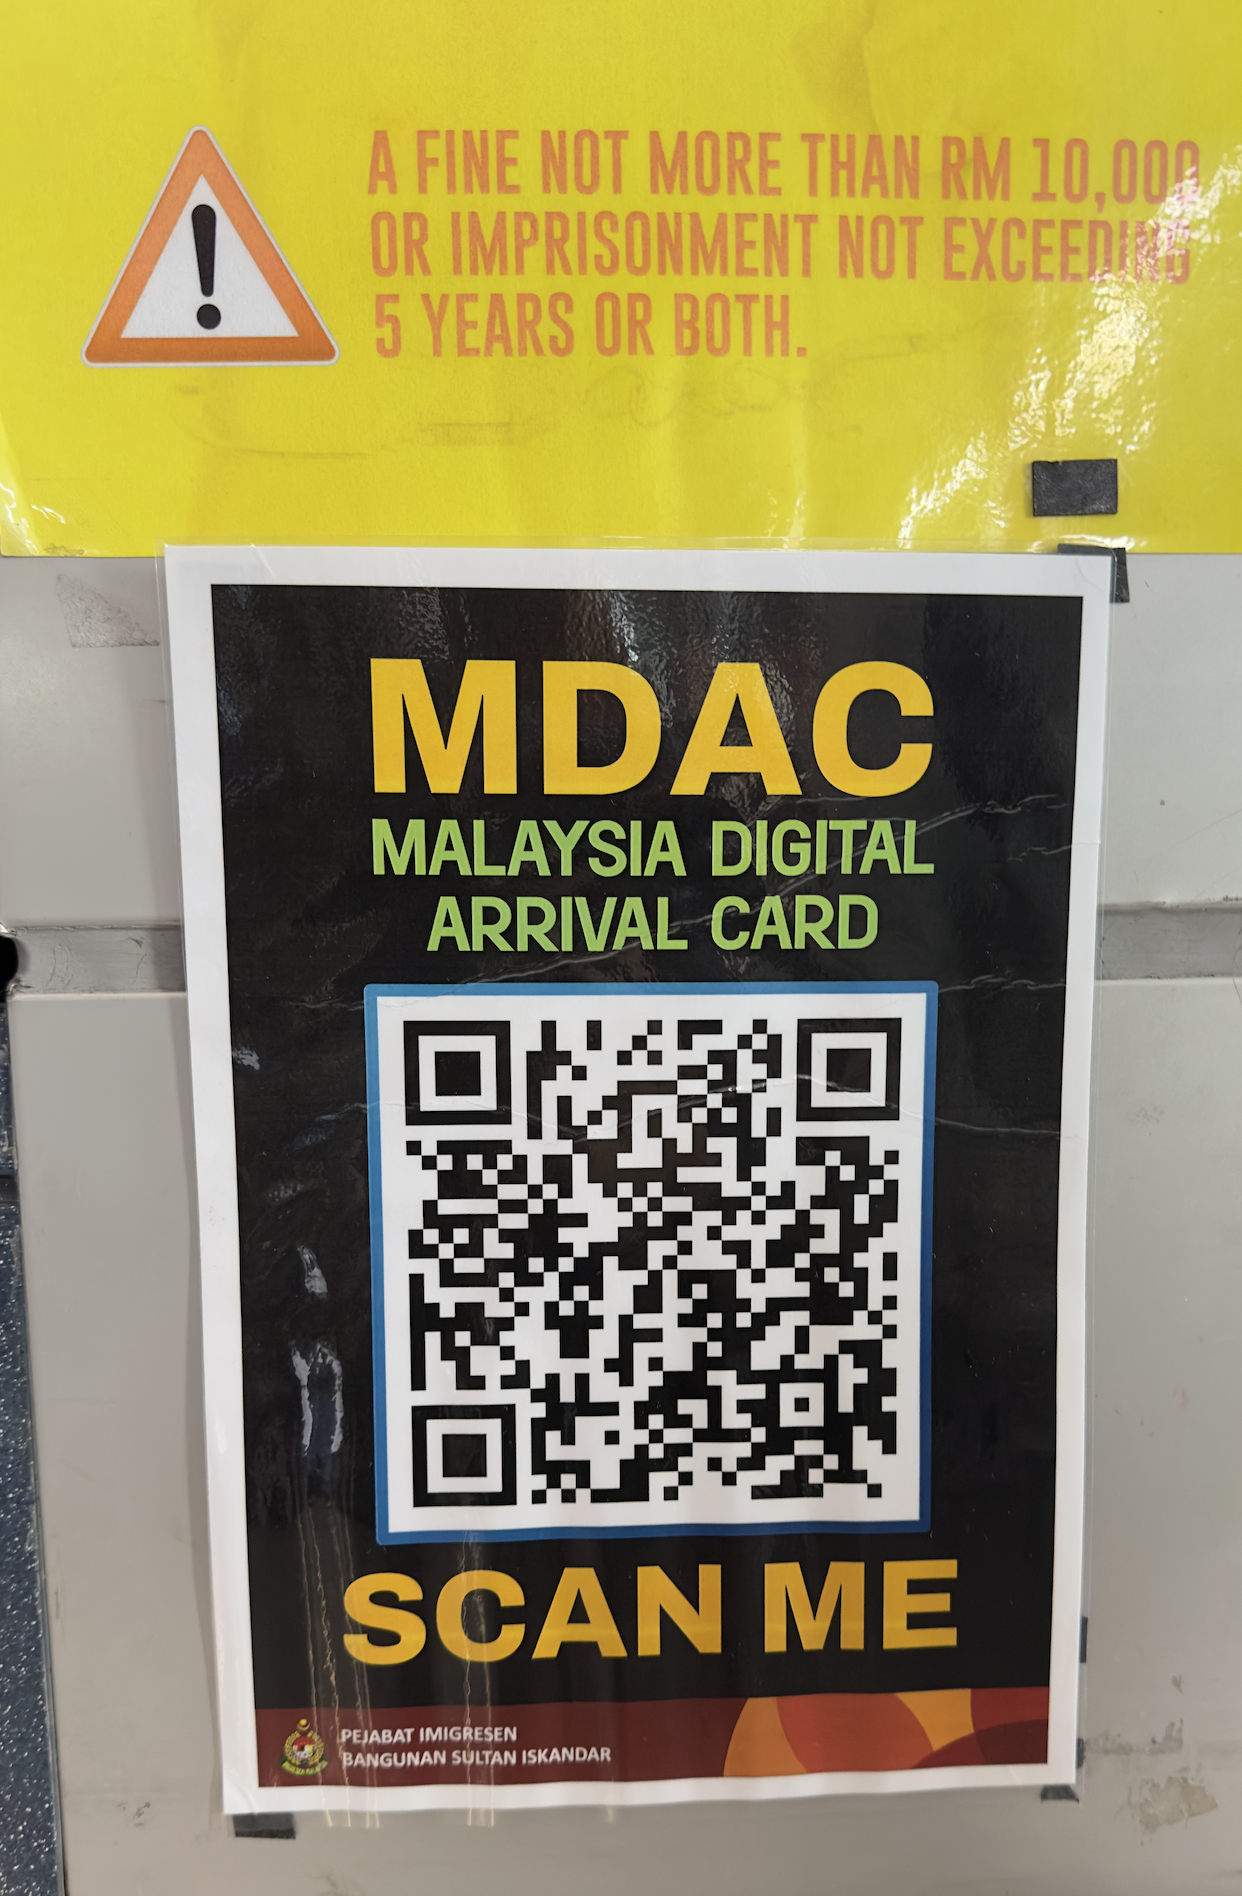 A FINE NOT MORE THAN RM 10,000
OR IMPRISONMENT NOT EXCEEDING
5 YEARS OR BOTH.
MDAC
MALAYSIA DIGITAL
ARRIVAL CARD
SCAN ME
PEJABAT IMIGRESEN
BANGUNAN SULTAN ISKANDAR